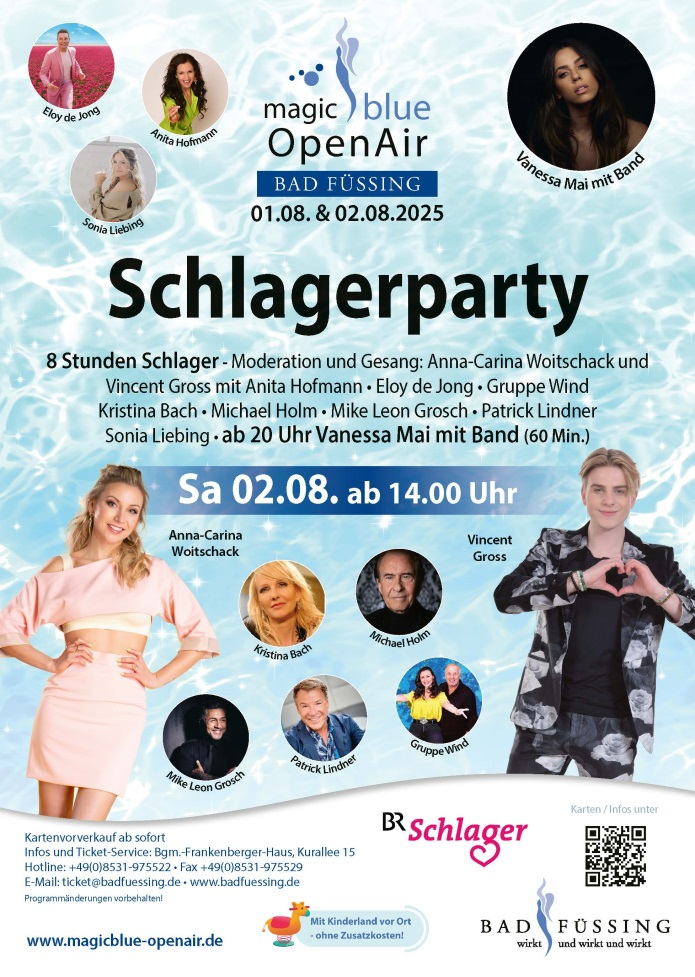 Eloy de Jong
Anita Hofmann
Sonia Liebing
magic blue
OpenAir
BAD FÜSSING
01.08. & 02.08.2025
Vanessa Mai mit Band
Schlagerparty
8 Stunden Schlager - Moderation und Gesang: Anna-Carina Woitschack und
Vincent Gross mit Anita Hofmann • Eloy de Jong • Gruppe Wind
Kristina Bach • Michael Holm • Mike Leon Grosch • Patrick Lindner
Sonia Liebing • ab 20 Uhr Vanessa Mai mit Band (60 Min.)
Sa 02.08. ab 14.00 Uhr
Anna-Carina
Woitschack
Vincent
Gross
Kristina Bach
Michael Holm
Mike Leon Grosch
Patrick Lindner
Gruppe Wind
Kartenvorverkauf ab sofort
Infos und Ticket-Service: Bgm.-Frankenberger-Haus, Kurallee 15
Hotline: +49(0)8531-975522 • Fax +49(0)8531-975529
E-Mail: ticket@badfuessing.de • www.badfuessing.de
Programmänderungen vorbehalten!
www.magicblue-openair.de
BR Schlager
Karten / Infos unter
Mit Kinderland vor Ort
- ohne Zusatzkosten!
BAD FÜSSING
wirkt und wirkt und wirkt